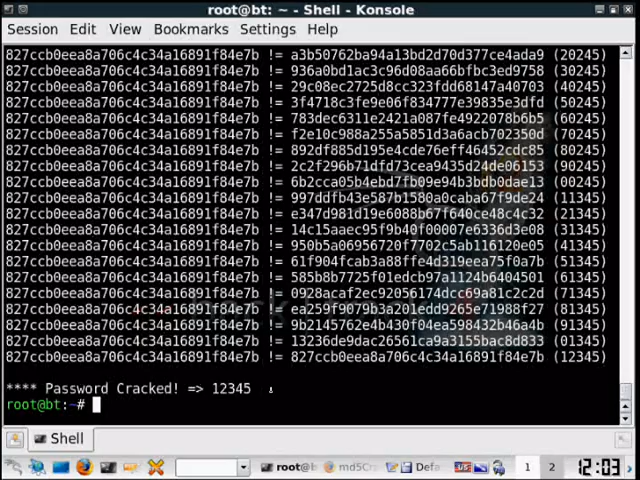 root@bt: ~ - Shell - Konsole
Session Edit View Bookmarks Settings Help
827ccb0eea8a706c4c34a16891f84e7b != a3b50762ba94a13bd2d70d377ce4ada9 (20245)
827ccb0eea8a706c4c34a16891f84e7b != 936a0bd1ac3c96d08aa66bfbc3ed9758 (30245)
827ccb0eea8a706c4c34a16891f84e7b != 29c08ec2725d8cc323fdd68147a40703 (40245)
827ccb0eea8a706c4c34a16891f84e7b != 3f4718c3fe9e06f834777e39835e3dfd (50245)
827ccb0eea8a706c4c34a16891f84e7b != 783dec6311e2421a087fe4922078b6b5 (60245)
827ccb0eea8a706c4c34a16891f84e7b != f2e10c988a255a5851d3a6acb702350d (70245)
827ccb0eea8a706c4c34a16891f84e7b != 892df885d195e4cde76eff46452cdc85 (80245)
827ccb0eea8a706c4c34a16891f84e7b != 2c2f296b71dfd73cea9435d24de06153 (90245)
827ccb0eea8a706c4c34a16891f84e7b != 6b2cca05b4ebd7fb09e94b3bdb0dae13 (00245)
827ccb0eea8a706c4c34a16891f84e7b != 997ddfb43e587b1580a0caba67f9de24 (11345)
827ccb0eea8a706c4c34a16891f84e7b != e347d981d19e6088b67f640ce48c4c32 (21345)
827ccb0eea8a706c4c34a16891f84e7b != 14c15aaec95f9b40f00007e6336d3e08 (31345)
827ccb0eea8a706c4c34a16891f84e7b != 950b5a06956720f7702c5ab116120e05 (41345)
827ccb0eea8a706c4c34a16891f84e7b != 61f904fcab3a88ffe4d319eea75f0a7b (51345)
827ccb0eea8a706c4c34a16891f84e7b != 585b8b7725f01edcb97a1124b6404501 (61345)
827ccb0eea8a706c4c34a16891f84e7b != 0928acaf2ec92056174dcc69a81c2c2d (71345)
827ccb0eea8a706c4c34a16891f84e7b != ea259f9079b3a201edd9265e71988f27 (81345)
827ccb0eea8a706c4c34a16891f84e7b != 9b2145762e4b430f04ea598432b46a4b (91345)
827ccb0eea8a706c4c34a16891f84e7b != 13236de9dac26561ca9a3155bac8d833 (01345)
827ccb0eea8a706c4c34a16891f84e7b != 827ccb0eea8a706c4c34a16891f84e7b (12345)
**** Password Cracked! => 12345
root@bt:~#
Shell
root@b md5Cr Defa US 1 2 12:03